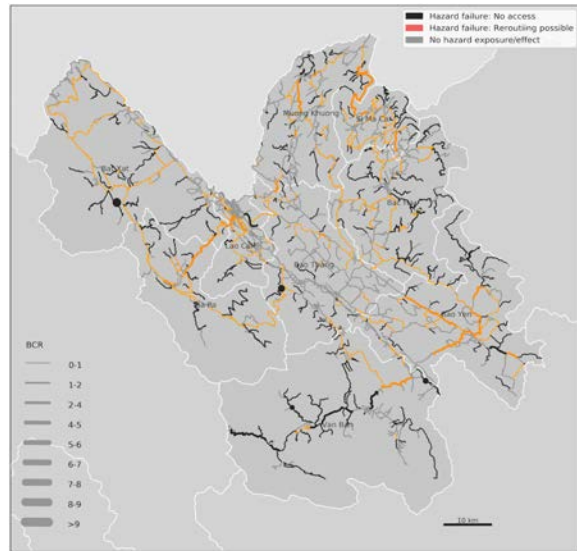 Hazard failure: No access
Hazard failure: Reroutiing possible
No hazard exposure/effect
Muong Khuong
Si Ma Cai
Bat Xat
Lao Cai
Bao Thang
Sa Pa
Bao Yen
Van Ban
BCR
0-1
1-2
2-4
4-5
5-6
6-7
7-8
8-9
>9
10 km